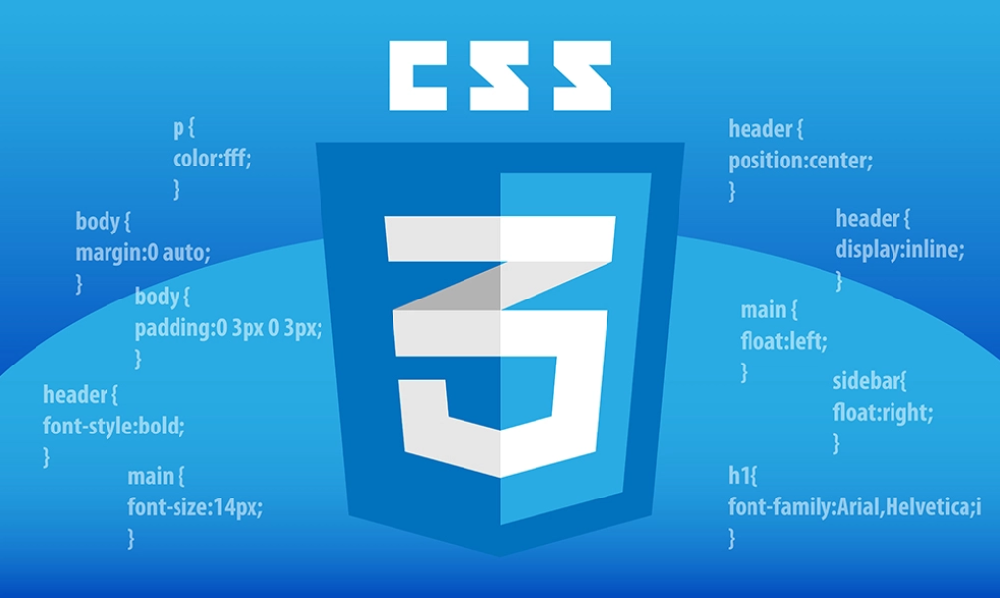 CSS
p {
color:fff;
}
body {
margin:0 auto;
}
body {
padding:0 3px 0 3px;
}
header {
font-style:bold;
}
main {
font-size:14px;
}
3
header {
position:center;
}
header {
display:inline;
}
main {
float:left;
}
sidebar{
float:right;
}
h1{
font-family:Arial,Helvetica;i
}